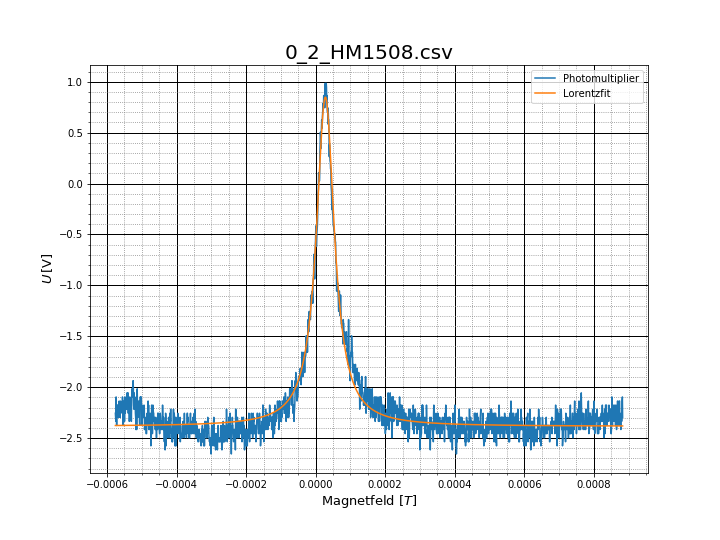 0_2_HM1508.csv
Photomultiplier
Lorentzfit
1.0
0.5
0.0
−0.5
−1.0
−1.5
−2.0
−2.5
U [V]
−0.0006 −0.0004 −0.0002 0.0000 0.0002 0.0004 0.0006 0.0008
Magnetfeld [T]